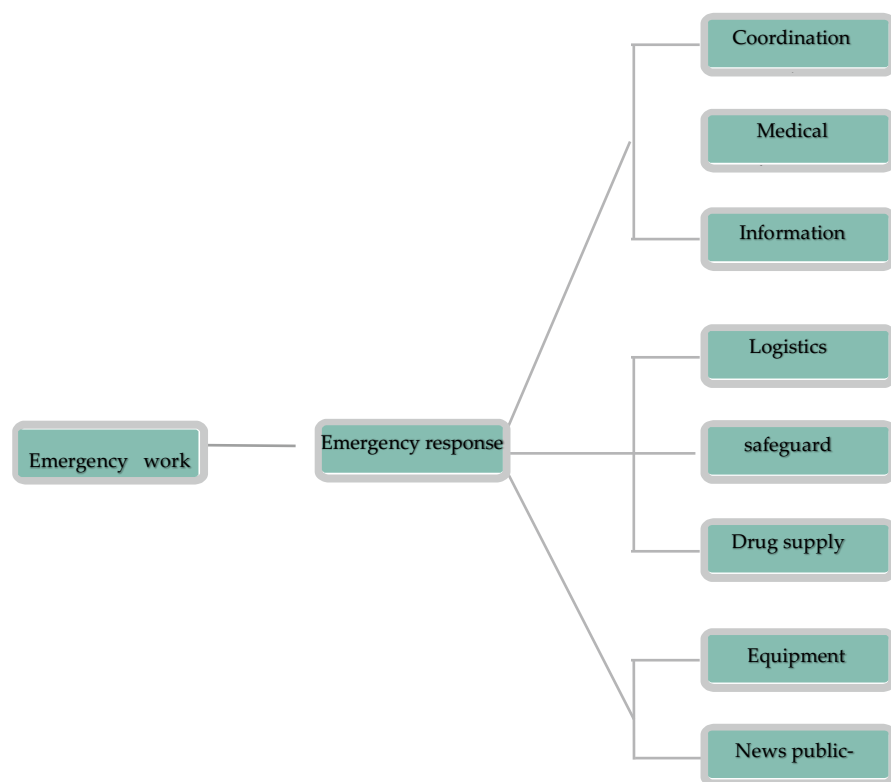 Coordination
Medical
Information
Logistics
Emergency response
safeguard
Emergency work
Drug supply
Equipment
News public-